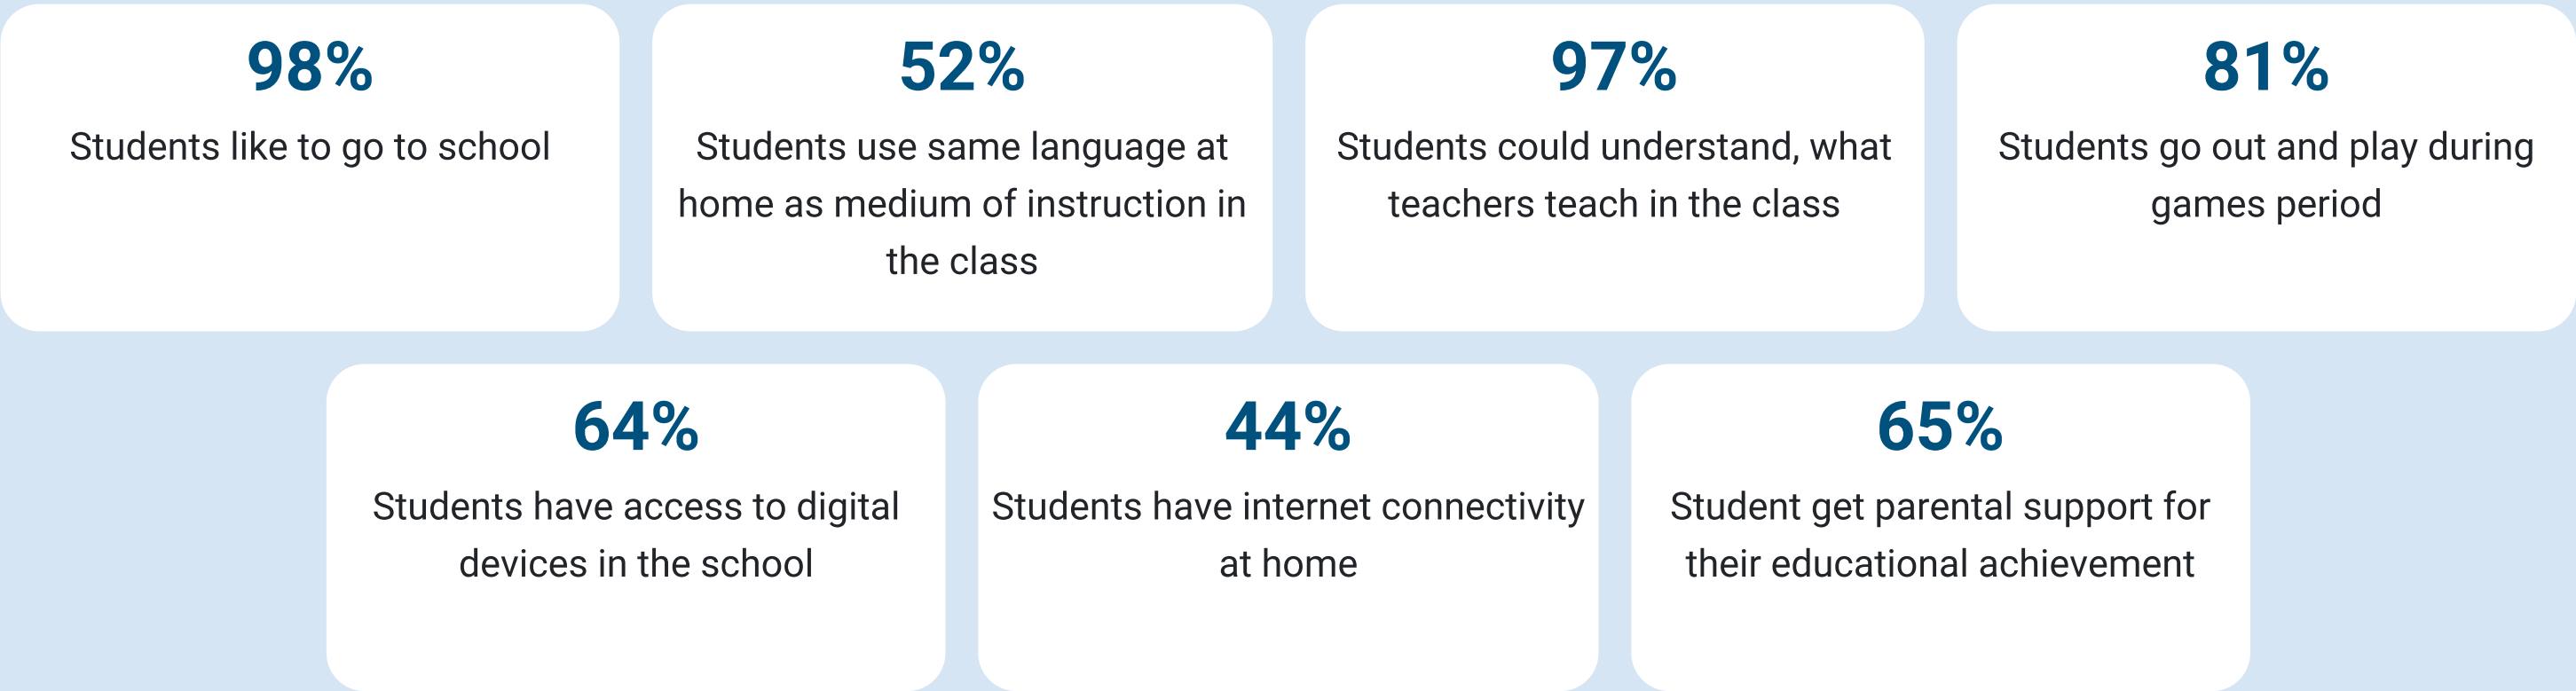 98%
Students like to go to school
52%
Students use same language at
home as medium of instruction in
the class
97%
Students could understand, what
teachers teach in the class
81%
Students go out and play during
games period
64%
Students have access to digital
devices in the school
44%
Students have internet connectivity
at home
65%
Student get parental support for
their educational achievement